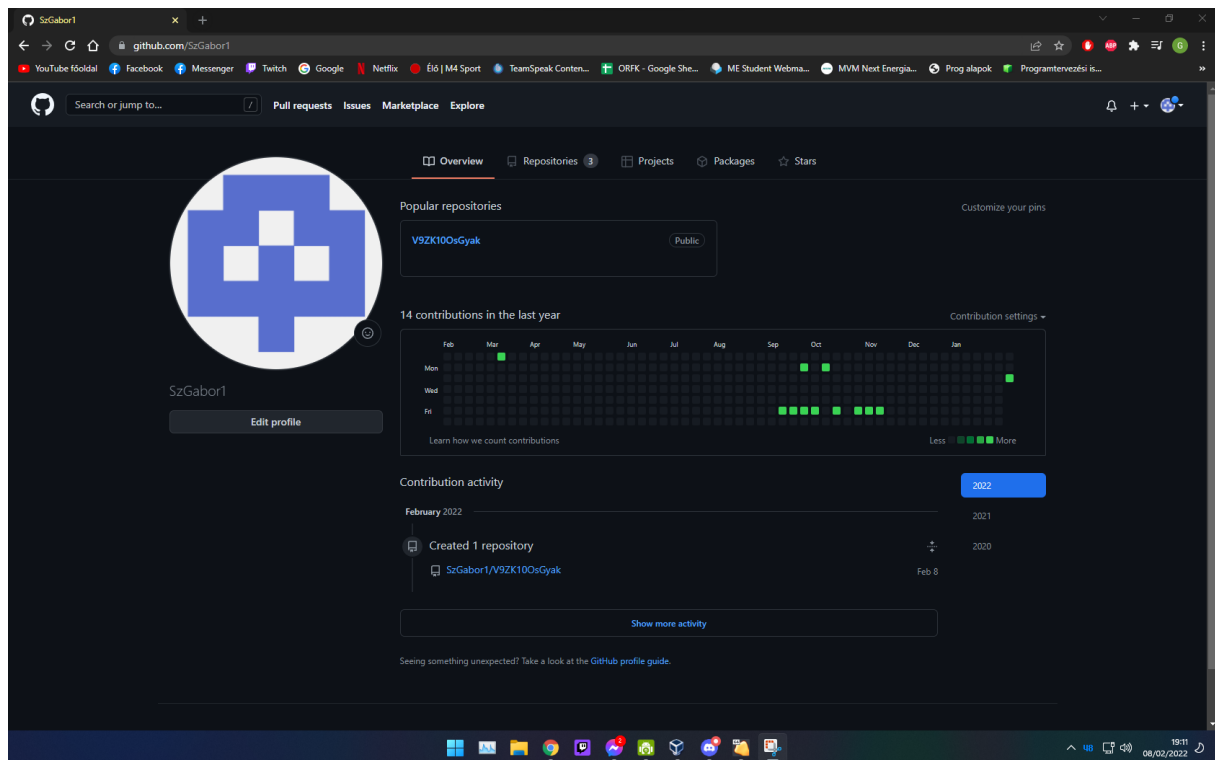 SzGabor1
github.com/SzGabor1
YouTube főoldal Facebook Messenger Twitch Google Netflix Élő | M4 Sport TeamSpeak Conten... ORFK - Google She... ME Student Webma... MVM Next Energia... Prog alapok Programtervezési is... »
Search or jump to... / Pull requests Issues Marketplace Explore
Overview Repositories 3 Projects Packages Stars
Popular repositories Customize your pins
V9ZK10OsGyak Public
14 contributions in the last year Contribution settings
Feb Mar Apr May Jun Jul Aug Sep Oct Nov Dec Jan
Mon
Wed
Fri
Learn how we count contributions Less More
SzGabor1
Edit profile
Contribution activity
2022
2021
2020
February 2022
Created 1 repository
SzGabor1/V9ZK10OsGyak Feb 8
Show more activity
Seeing something unexpected? Take a look at the GitHub profile guide.
19:11
08/02/2022